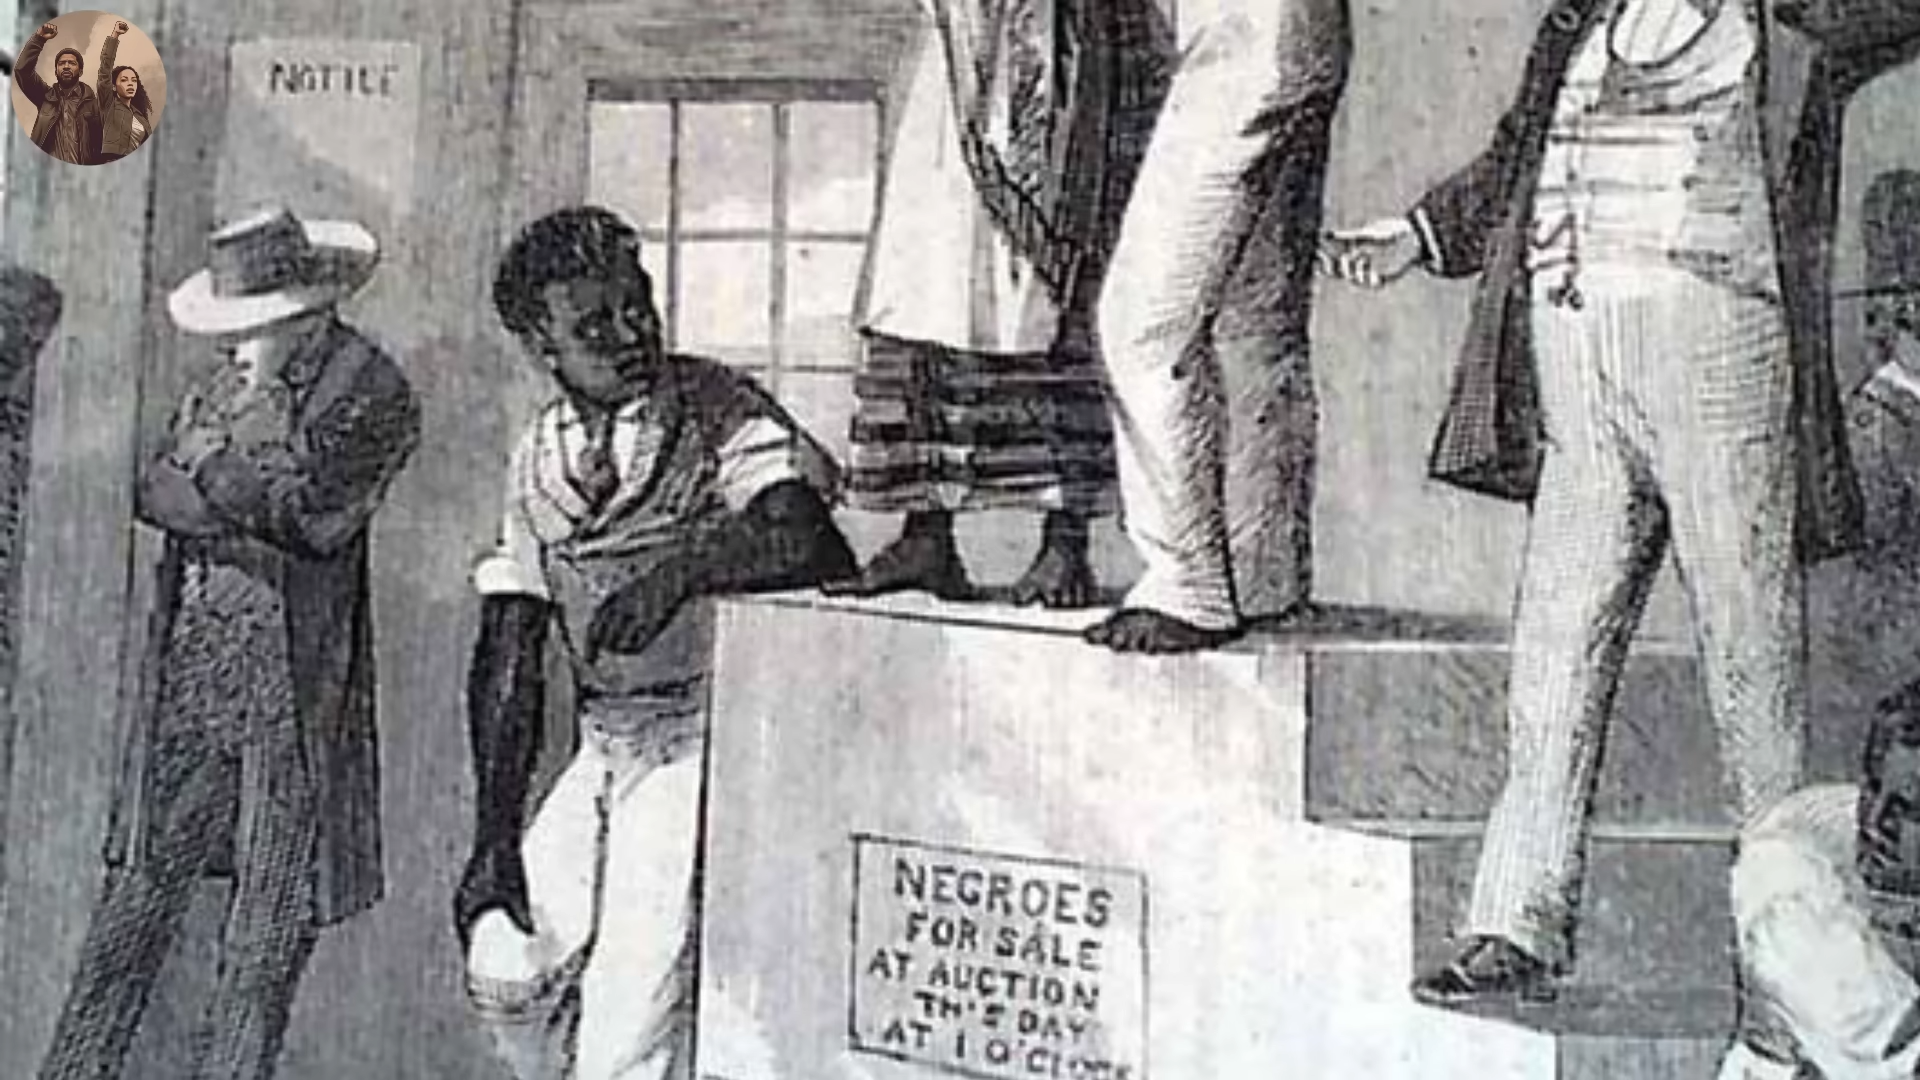 NOTICE
NEGROES
FOR SALE
AT AUCTION
THIS DAY
AT 1 O'CLOCK